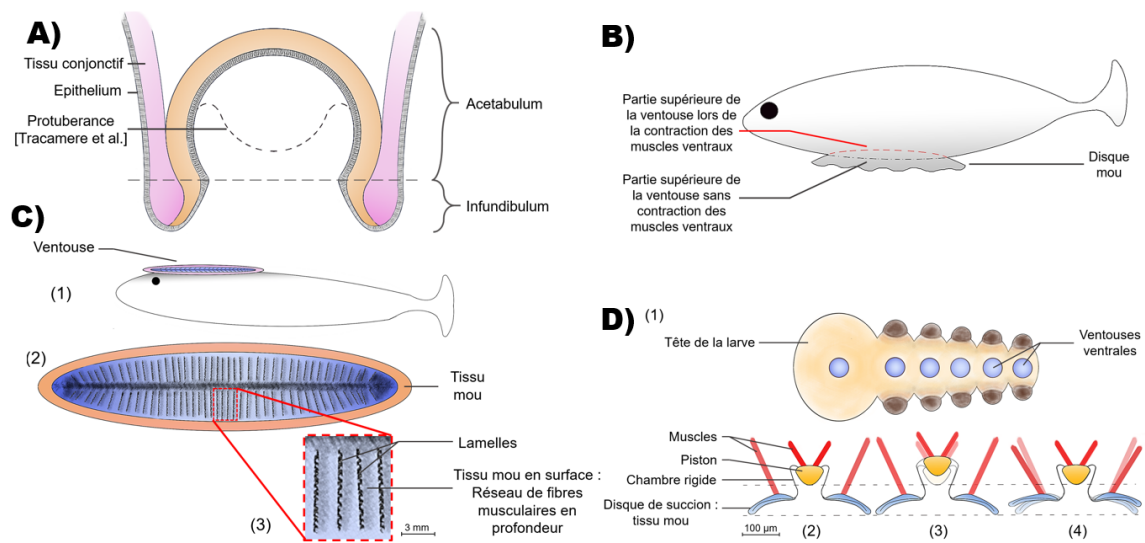 A)
Tissu conjonctif
Epithelium
Protuberance
[Tracamere et al.]
Acetabulum
Infundibulum
B)
Partie supérieure de
la ventouse lors de
la contraction des
muscles ventraux
Partie supérieure de
la ventouse sans
contraction des
muscles ventraux
Disque
mou
C)
Ventouse
(1)
(2)
Tissu
mou
Lamelles
Tissu mou en surface :
Réseau de fibres
musculaires en
profondeur
(3)
3 mm
D)
(1)
Tête de la larve
Ventouses
ventrales
Muscles
Piston
Chambre rigide
Disque de succion :
tissu mou
100 µm
(2)
(3)
(4)